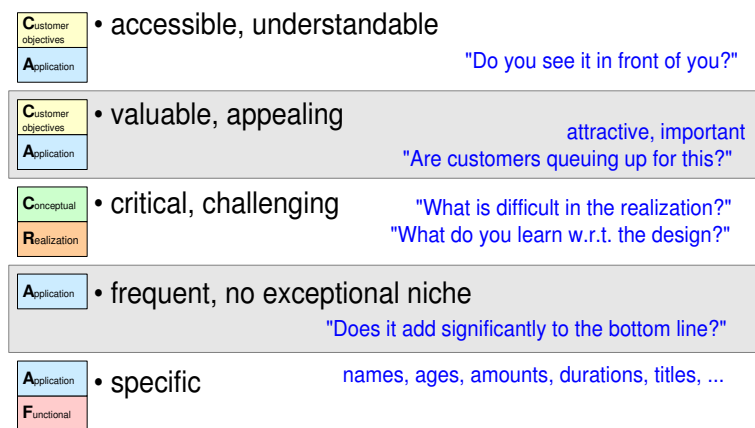 Customer objectives
Application
• accessible, understandable
"Do you see it in front of you?"
Customer objectives
Application
• valuable, appealing
attractive, important
"Are customers queuing up for this?"
Conceptual
Realization
• critical, challenging
"What is difficult in the realization?"
"What do you learn w.r.t. the design?"
Application
• frequent, no exceptional niche
"Does it add significantly to the bottom line?"
Application
Functional
• specific
names, ages, amounts, durations, titles, ...